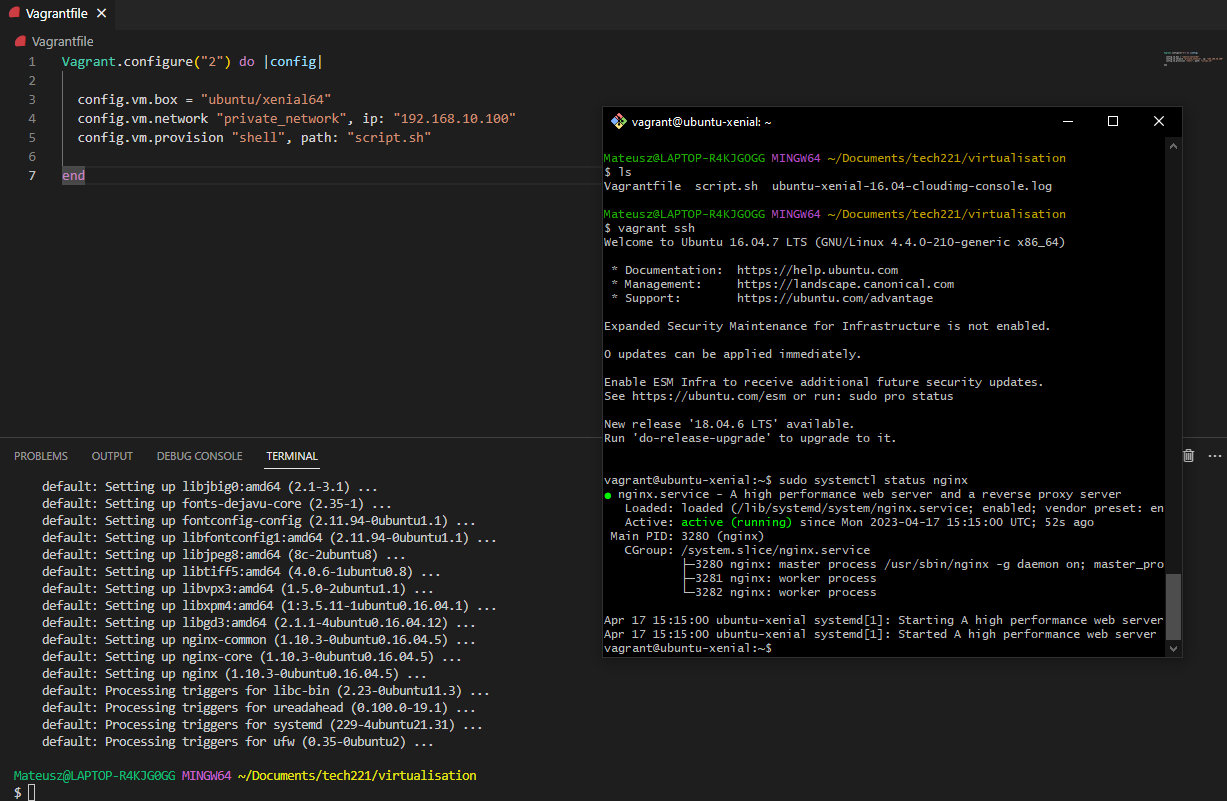 Vagrantfile
Vagrantfile
1 Vagrant.configure("2") do |config|
2
3 config.vm.box = "ubuntu/xenial64"
4 config.vm.network "private_network", ip: "192.168.10.100"
5 config.vm.provision "shell", path: "script.sh"
6
7 end
PROBLEMS OUTPUT DEBUG CONSOLE TERMINAL
default: Setting up libjbig0:amd64 (2.1-3.1) ...
default: Setting up fonts-dejavu-core (2.35-1) ...
default: Setting up fontconfig-config (2.11.94-0ubuntu1.1) ...
default: Setting up libfontconfig1:amd64 (2.11.94-0ubuntu1.1) ...
default: Setting up libjpeg8:amd64 (8c-2ubuntu8) ...
default: Setting up libtiff5:amd64 (4.0.6-1ubuntu0.8) ...
default: Setting up libvpx3:amd64 (1.5.0-2ubuntu1.1) ...
default: Setting up libxpm4:amd64 (1:3.5.11-1ubuntu0.16.04.1) ...
default: Setting up libgd3:amd64 (2.1.1-4ubuntu0.16.04.12) ...
default: Setting up nginx-common (1.10.3-0ubuntu0.16.04.5) ...
default: Setting up nginx-core (1.10.3-0ubuntu0.16.04.5) ...
default: Setting up nginx (1.10.3-0ubuntu0.16.04.5) ...
default: Processing triggers for libc-bin (2.23-0ubuntu11.3) ...
default: Processing triggers for ureadahead (0.100.0-19.1) ...
default: Processing triggers for systemd (229-4ubuntu21.31) ...
default: Processing triggers for ufw (0.35-0ubuntu2) ...
Mateusz@LAPTOP-R4KJG0GG MINGW64 ~/Documents/tech221/virtualisation
$
vagrant@ubuntu-xenial: ~
Mateusz@LAPTOP-R4KJG0GG MINGW64 ~/Documents/tech221/virtualisation
$ ls
Vagrantfile script.sh ubuntu-xenial-16.04-cloudimg-console.log
Mateusz@LAPTOP-R4KJG0GG MINGW64 ~/Documents/tech221/virtualisation
$ vagrant ssh
Welcome to Ubuntu 16.04.7 LTS (GNU/Linux 4.4.0-210-generic x86_64)
* Documentation: https://help.ubuntu.com
* Management: https://landscape.canonical.com
* Support: https://ubuntu.com/advantage
Expanded Security Maintenance for Infrastructure is not enabled.
0 updates can be applied immediately.
Enable ESM Infra to receive additional future security updates.
See https://ubuntu.com/esm or run: sudo pro status
New release '18.04.6 LTS' available.
Run 'do-release-upgrade' to upgrade to it.
vagrant@ubuntu-xenial:~$ sudo systemctl status nginx
● nginx.service - A high performance web server and a reverse proxy server
Loaded: loaded (/lib/systemd/system/nginx.service; enabled; vendor preset: en
Active: active (running) since Mon 2023-04-17 15:15:00 UTC; 52s ago
Main PID: 3280 (nginx)
CGroup: /system.slice/nginx.service
├─3280 nginx: master process /usr/sbin/nginx -g daemon on; master_pro
├─3281 nginx: worker process
└─3282 nginx: worker process
Apr 17 15:15:00 ubuntu-xenial systemd[1]: Starting A high performance web server
Apr 17 15:15:00 ubuntu-xenial systemd[1]: Started A high performance web server
vagrant@ubuntu-xenial:~$